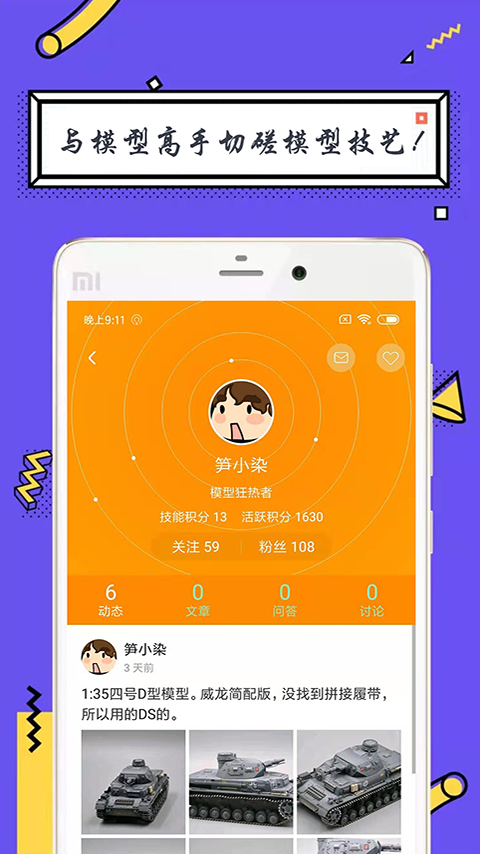 与模型高手切磋模型技艺！
mi
晚上9:11
笋小染
模型狂热者
技能积分 13 活跃积分 1630
关注 59 粉丝 108
6 0 0 0
动态 文章 问答 讨论
笋小染
3 天前
1:35四号D型模型。威龙简配版，没找到拼接履带，
所以用的DS的。